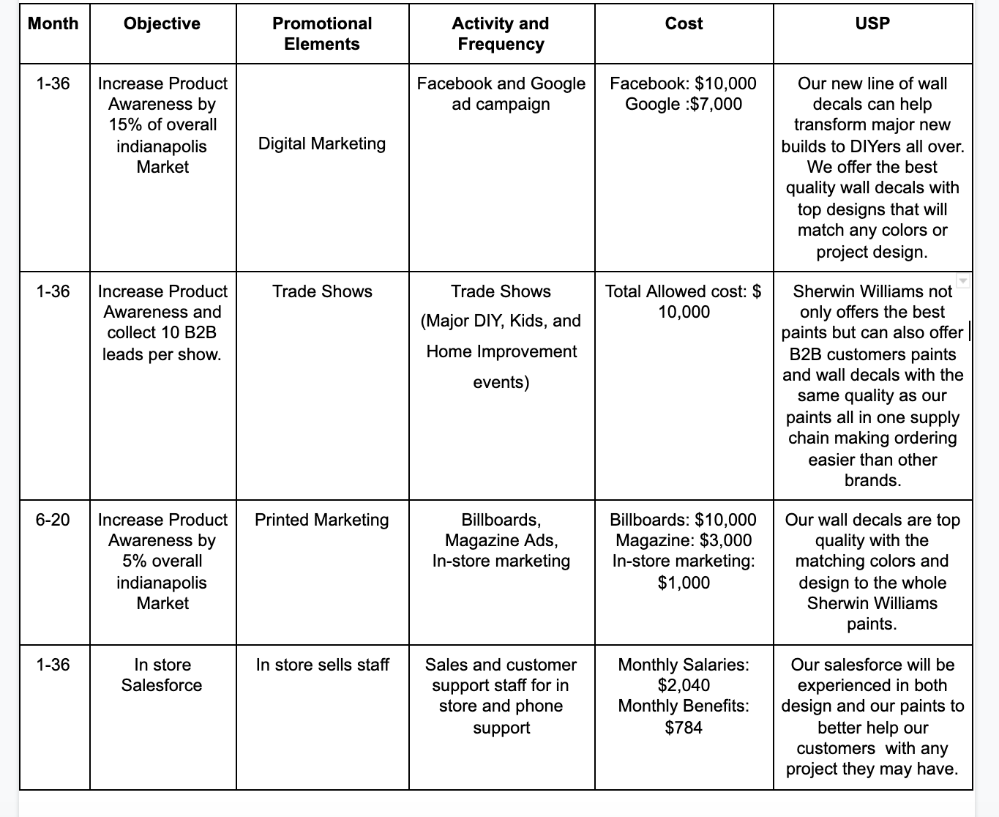 Month
Objective
Promotional
Elements
Activity and
Frequency
Cost
USP
1-36
Increase Product
Awareness by
15% of overall
indianapolis
Market
Digital Marketing
Facebook and Google
ad campaign
Facebook: $10,000
Google :$7,000
Our new line of wall
decals can help
transform major new
builds to DIYers all over.
We offer the best
quality wall decals with
top designs that will
match any colors or
project design.
1-36
Increase Product
Awareness and
collect 10 B2B
leads per show.
Trade Shows
Trade Shows
(Major DIY, Kids, and
Home Improvement
events)
Total Allowed cost: $
10,000
Sherwin Williams not
only offers the best
paints but can also offer
B2B customers paints
and wall decals with the
same quality as our
paints all in one supply
chain making ordering
easier than other
brands.
6-20
Increase Product
Awareness by
5% overall
indianapolis
Market
Printed Marketing
Billboards,
Magazine Ads,
In-store marketing
Billboards: $10,000
Magazine: $3,000
In-store marketing:
$1,000
Our wall decals are top
quality with the
matching colors and
design to the whole
Sherwin Williams
paints.
1-36
In store
Salesforce
In store sells staff
Sales and customer
support staff for in
store and phone
support
Monthly Salaries:
$2,040
Monthly Benefits:
$784
Our salesforce will be
experienced in both
design and our paints to
better help our
customers  with any
project they may have.